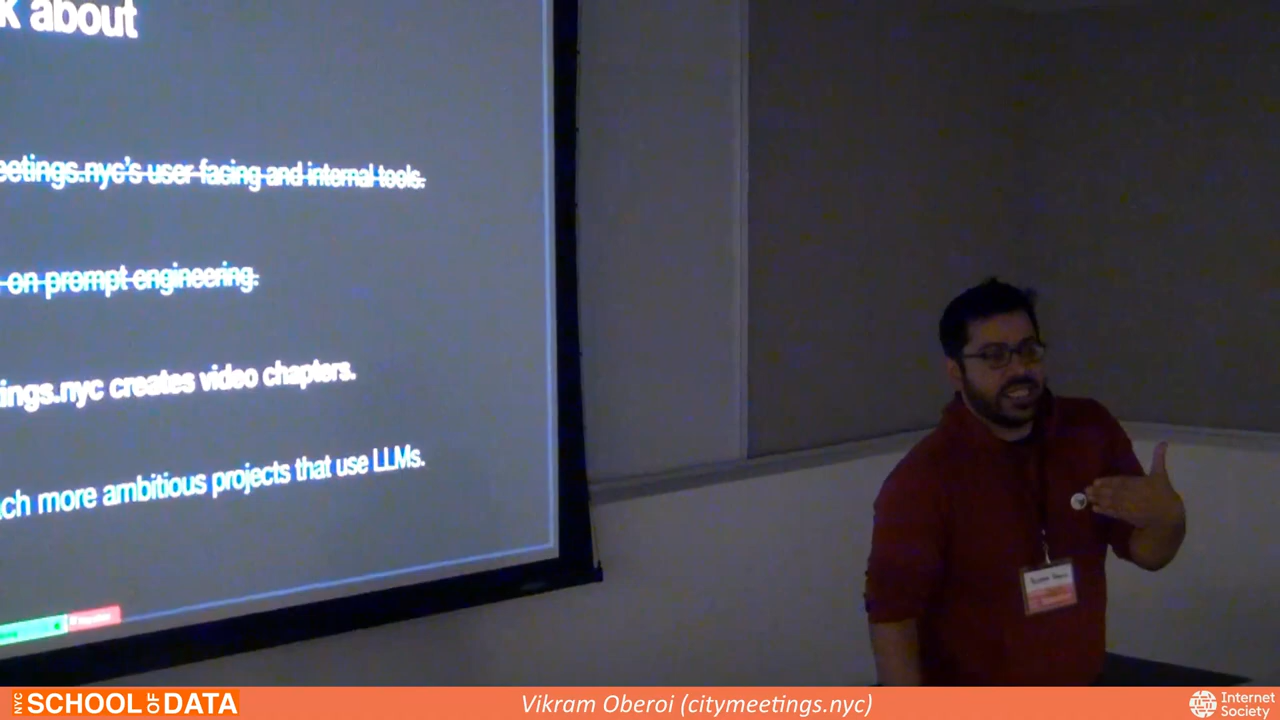 k about
eetings.nyc's user facing and internal tools.
on prompt engineering.
ings.nyc creates video chapters.
ch more ambitious projects that use LLMs.
NYC SCHOOL OF DATA
Vikram Oberoi (citymeetings.nyc)
Internet
Society